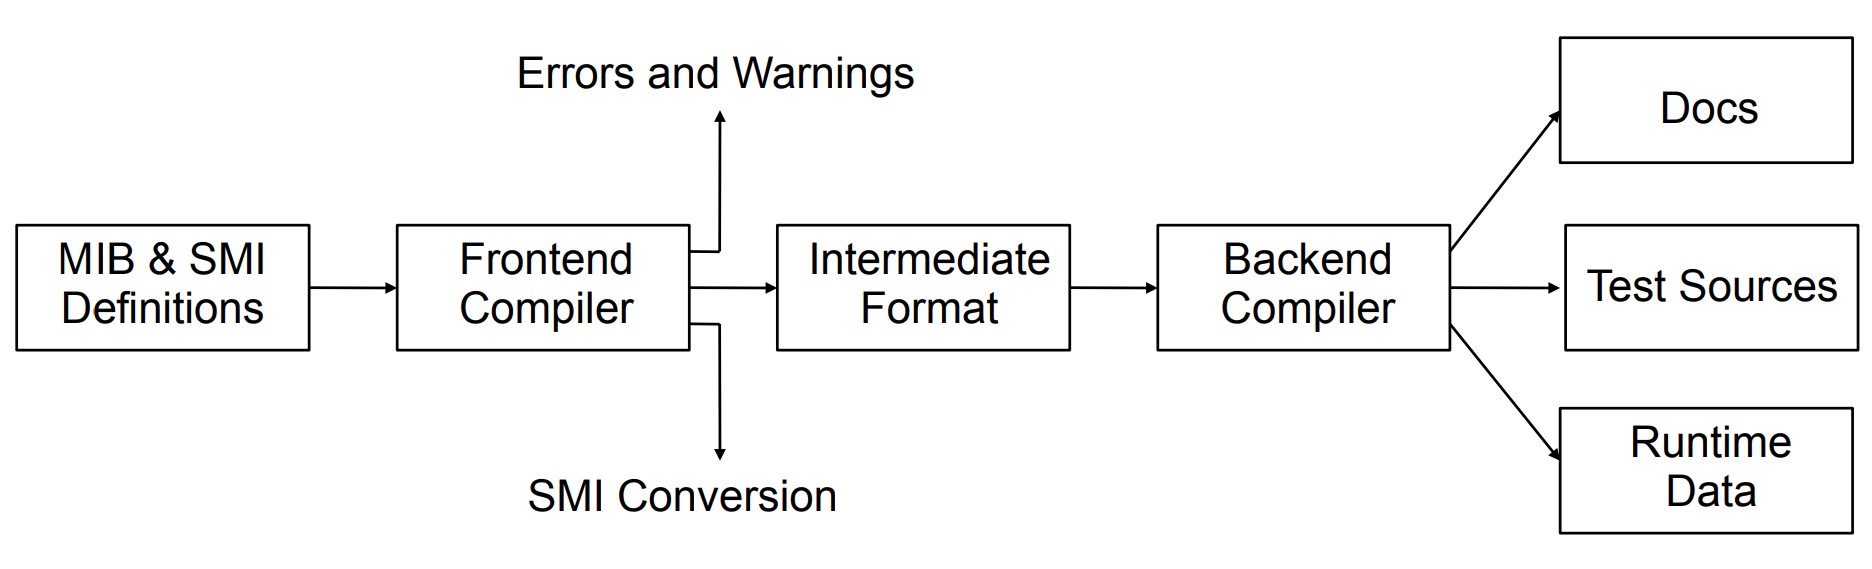 Errors and Warnings
Docs
MIB & SMI
Definitions
Frontend
Compiler
Intermediate
Format
Backend
Compiler
Test Sources
Runtime
Data
SMI Conversion